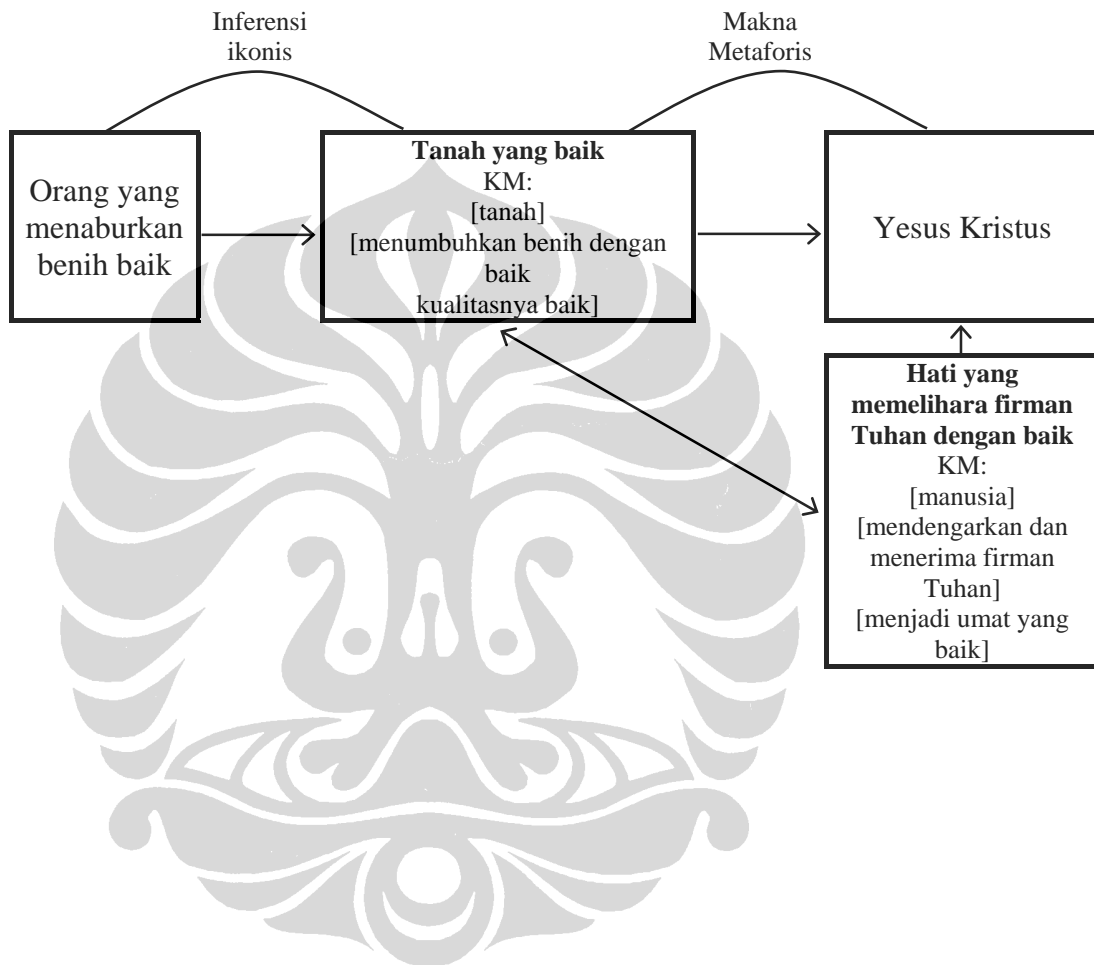 Inferensi
ikonis
Makna
Metaforis
Orang yang
menaburkan
benih baik
Tanah yang baik
KM:
[tanah]
[menumbuhkan benih dengan
baik
kualitasnya baik]
Yesus Kristus
Hati yang
memelihara firman
Tuhan dengan baik
KM:
[manusia]
[mendengarkan dan
menerima firman
Tuhan]
[menjadi umat yang
baik]